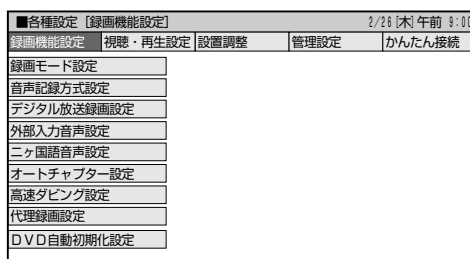 ■各種設定［録画機能設定］ 2/26[木]午前 9:00
録画機能設定 視聴・再生設定 設置調整 管理設定 かんたん接続
録画モード設定
音声記録方式設定
デジタル放送録画設定
外部入力音声設定
二ヶ国語音声設定
オートチャプター設定
高速ダビング設定
代理録画設定
ＤＶＤ自動初期化設定